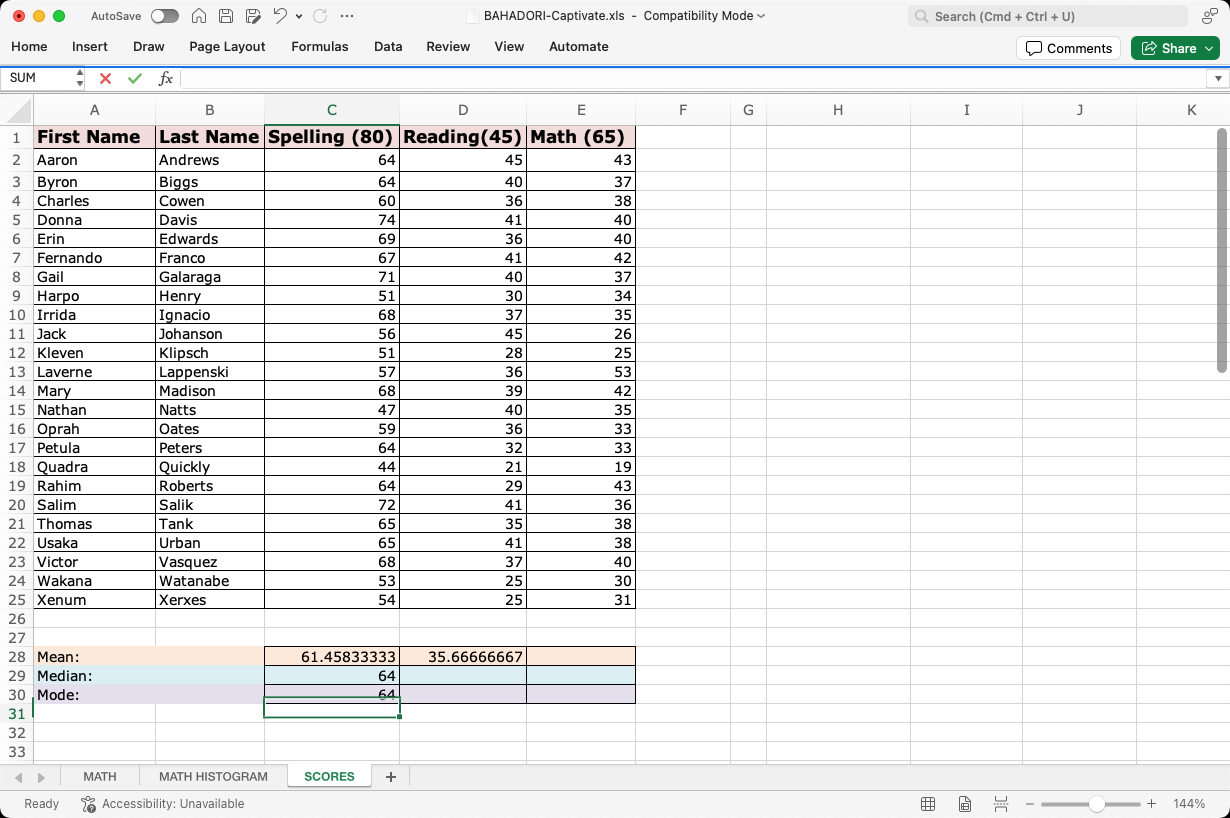 AutoSave BAHADORI-Captivate.xls - Compatibility Mode Search (Cmd + Ctrl + U)
Home Insert Draw Page Layout Formulas Data Review View Automate Comments Share
SUM fx
A B C D E F G H I J K
1 First Name Last Name Spelling (80) Reading(45) Math (65)
2 Aaron Andrews 64 45 43
3 Byron Biggs 64 40 37
4 Charles Cowen 60 36 38
5 Donna Davis 74 41 40
6 Erin Edwards 69 36 40
7 Fernando Franco 67 41 42
8 Gail Galaraga 71 40 37
9 Harpo Henry 51 30 34
10 Irrida Ignacio 68 37 35
11 Jack Johanson 56 45 26
12 Kleven Klipsch 51 28 25
13 Laverne Lappenski 57 36 53
14 Mary Madison 68 39 42
15 Nathan Natts 47 40 35
16 Oprah Oates 59 36 33
17 Petula Peters 64 32 33
18 Quadra Quickly 44 21 19
19 Rahim Roberts 64 29 43
20 Salim Salik 72 41 36
21 Thomas Tank 65 35 38
22 Usaka Urban 65 41 38
23 Victor Vasquez 68 37 40
24 Wakana Watanabe 53 25 30
25 Xenum Xerxes 54 25 31
26
27
28 Mean: 61.45833333 35.66666667
29 Median: 64
30 Mode: 64
31
32
33
MATH MATH HISTOGRAM SCORES +
Ready Accessibility: Unavailable - + 144%